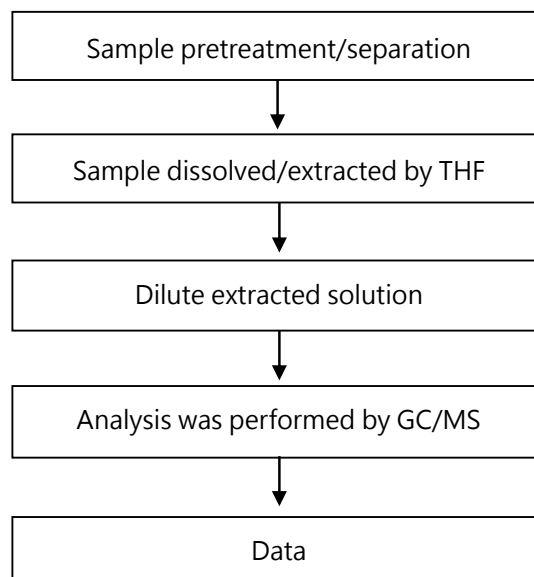 Sample pretreatment/separation
Sample dissolved/extracted by THF
Dilute extracted solution
Analysis was performed by GC/MS
Data